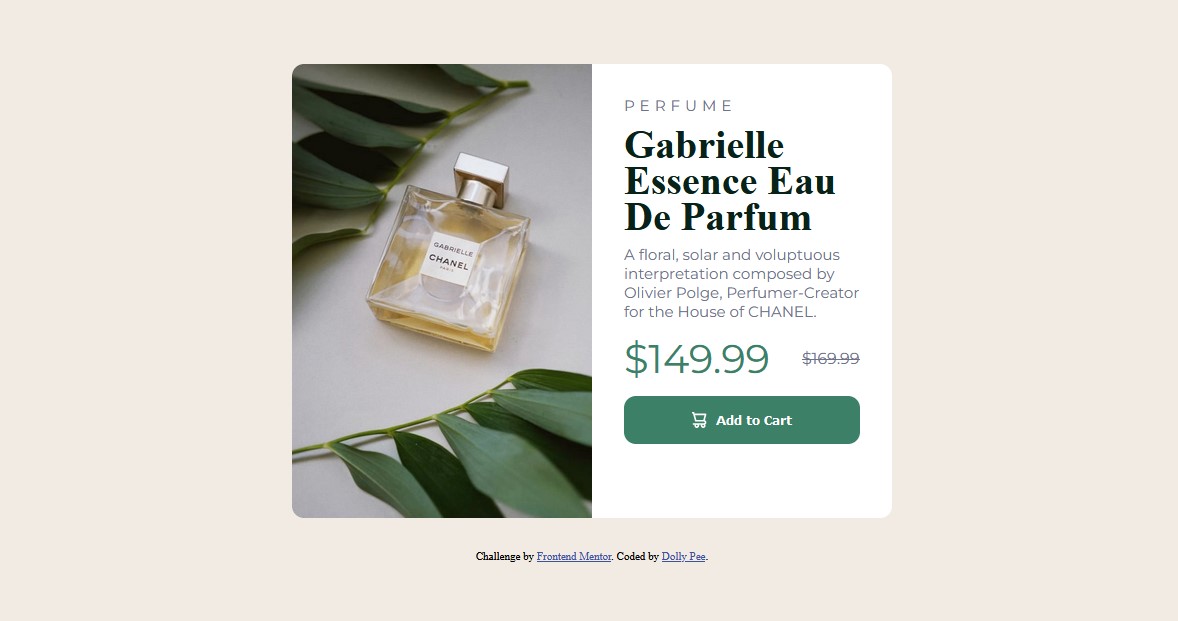 PERFUME
Gabrielle
Essence Eau
De Parfum
A floral, solar and voluptuous
interpretation composed by
Olivier Polge, Perfumer-Creator
for the House of CHANEL.
$149.99 $169.99
Add to Cart
GABRIELLE
CHANEL
PARIS
Challenge by Frontend Mentor. Coded by Dolly Pee.